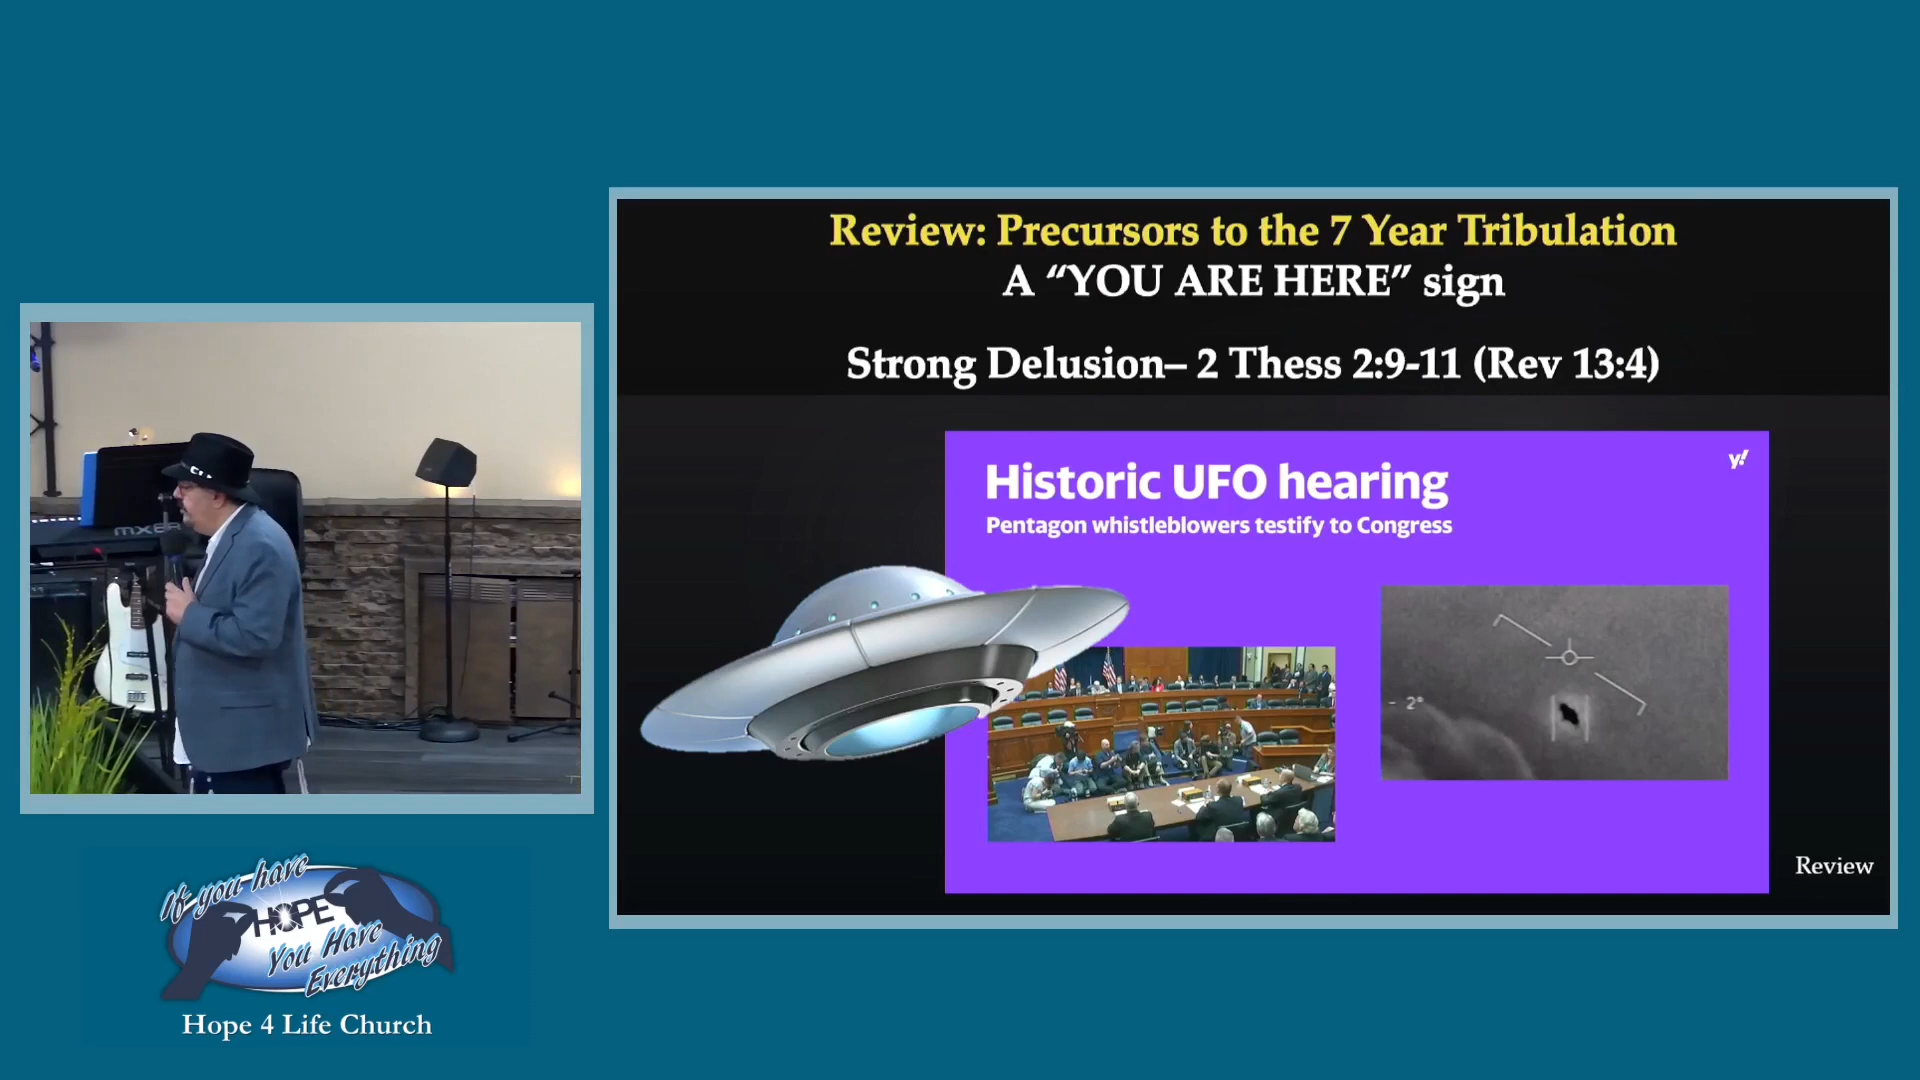 Review: Precursors to the 7 Year Tribulation
A “YOU ARE HERE” sign
Strong Delusion– 2 Thess 2:9-11 (Rev 13:4)
Historic UFO hearing
y!
Pentagon whistleblowers testify to Congress
- 2°
Review
If you have
HOPE
You Have
Everything
Hope 4 Life Church